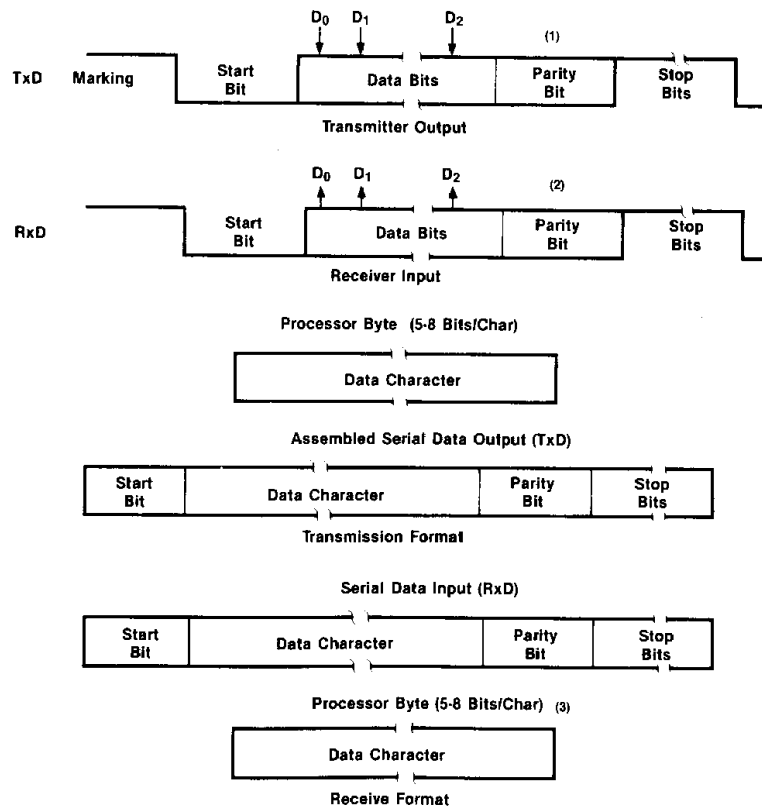 D0 D1 D2 (1)
TxD Marking Start Bit Data Bits Parity Bit Stop Bits
Transmitter Output
D0 D1 D2 (2)
RxD Start Bit Data Bits Parity Bit Stop Bits
Receiver Input
Processor Byte (5-8 Bits/Char)
Data Character
Assembled Serial Data Output (TxD)
Start Bit Data Character Parity Bit Stop Bits
Transmission Format
Serial Data Input (RxD)
Start Bit Data Character Parity Bit Stop Bits
Processor Byte (5-8 Bits/Char) (3)
Data Character
Receive Format